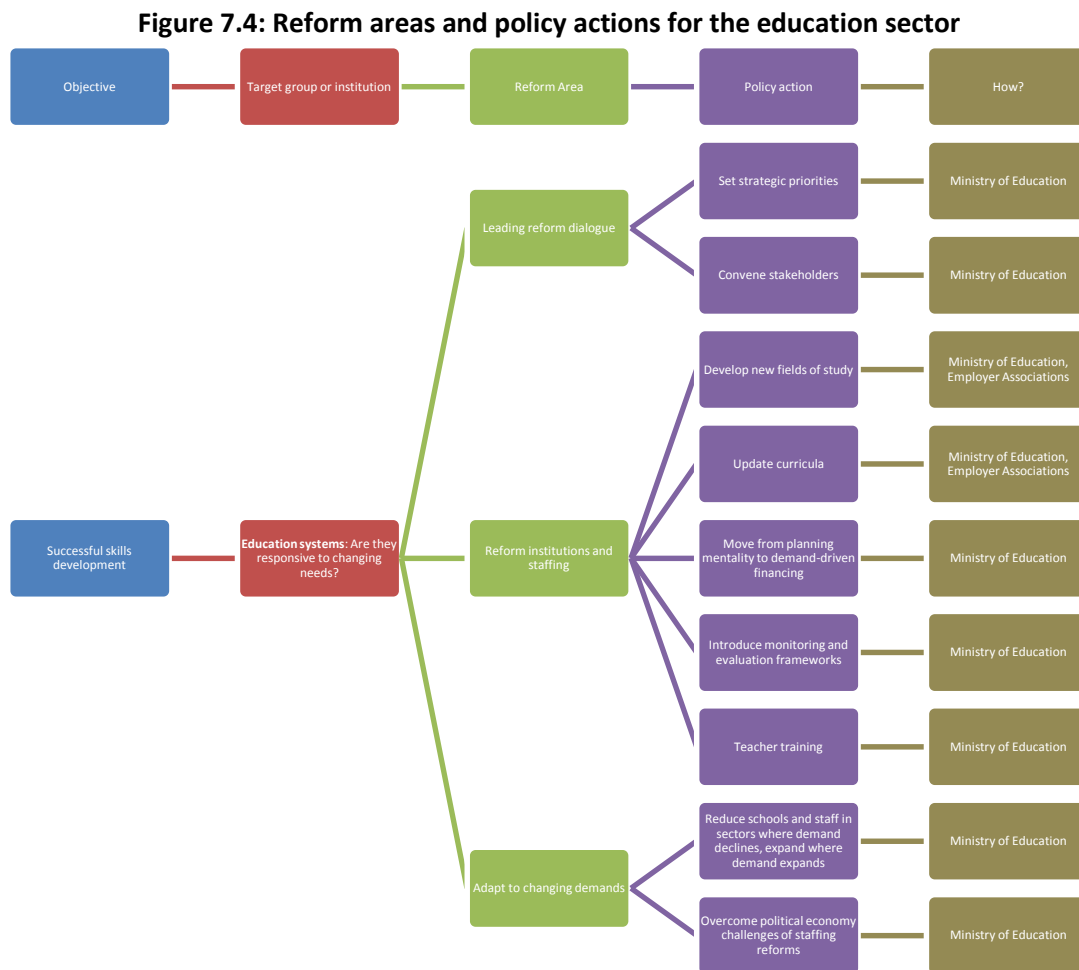 Figure 7.4: Reform areas and policy actions for the education sector
Objective
Target group or institution
Reform Area
Policy action
How?
Set strategic priorities
Ministry of Education
Leading reform dialogue
Convene stakeholders
Ministry of Education
Develop new fields of study
Ministry of Education,
Employer Associations
Update curricula
Ministry of Education,
Employer Associations
Successful skills
development
Education systems: Are they
responsive to changing
needs?
Reform institutions and
staffing
Move from planning
mentality to demand-driven
financing
Ministry of Education
Introduce monitoring and
evaluation frameworks
Ministry of Education
Teacher training
Ministry of Education
Reduce schools and staff in
sectors where demand
declines, expand where
demand expands
Ministry of Education
Adapt to changing demands
Overcome political economy
challenges of staffing
reforms
Ministry of Education